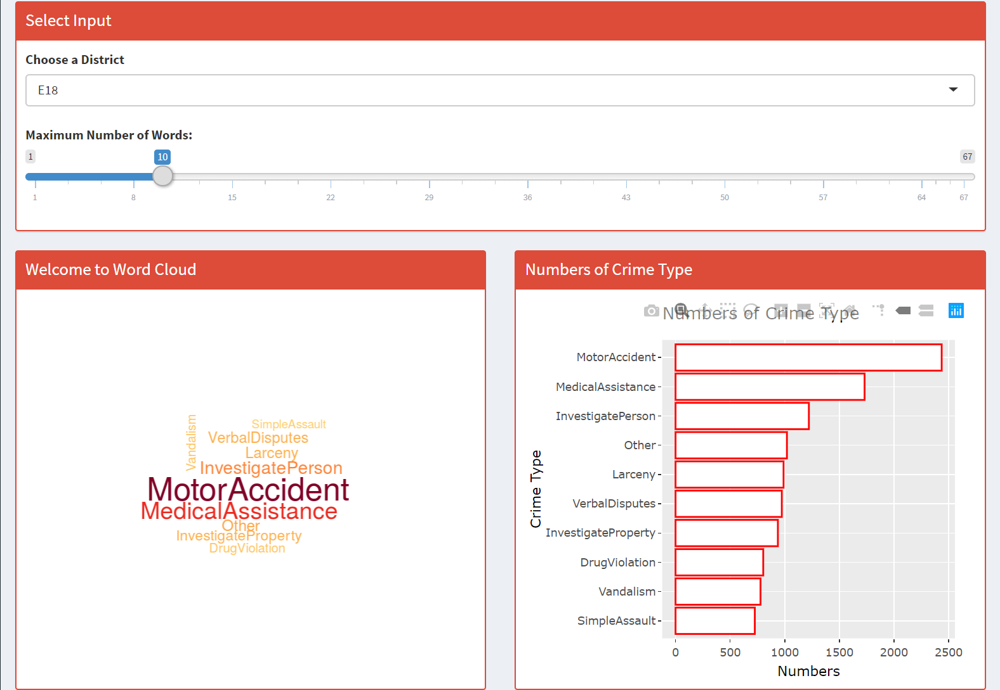 Select Input
Choose a District
E18
Maximum Number of Words:
1 10 67
1 8 15 22 29 36 43 50 57 64 67
Welcome to Word Cloud
Vandalism
SimpleAssault
VerbalDisputes
Larceny
InvestigatePerson
MotorAccident
MedicalAssistance
Other
InvestigateProperty
DrugViolation
Numbers of Crime Type
Numbers of Crime Type
Crime Type
MotorAccident
MedicalAssistance
InvestigatePerson
Other
Larceny
VerbalDisputes
InvestigateProperty
DrugViolation
Vandalism
SimpleAssault
0 500 1000 1500 2000 2500
Numbers